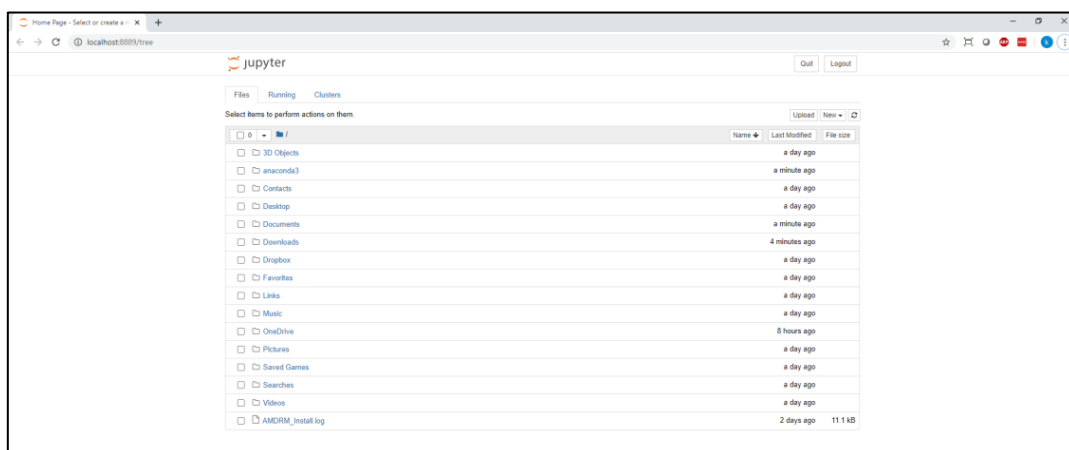 Home Page - Select or create a n
localhost:8889/tree
ABP
k
jupyter
Quit Logout
Files Running Clusters
Select items to perform actions on them.
Upload New
0 / Name Last Modified File size
3D Objects a day ago
anaconda3 a minute ago
Contacts a day ago
Desktop a day ago
Documents a minute ago
Downloads 4 minutes ago
Dropbox a day ago
Favorites a day ago
Links a day ago
Music a day ago
OneDrive 8 hours ago
Pictures a day ago
Saved Games a day ago
Searches a day ago
Videos a day ago
AMDRM_Install.log 2 days ago 11.1 kB